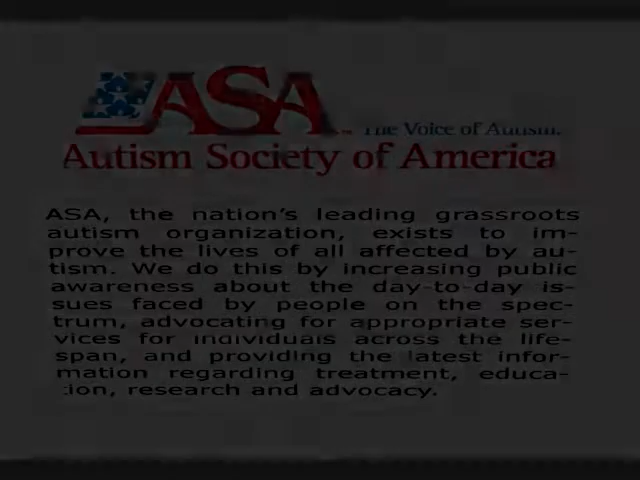 ASA ™ The Voice of Autism.
Autism Society of America
ASA, the nation's leading grassroots
autism organization, exists to im-
prove the lives of all affected by au-
tism. We do this by increasing public
awareness about the day-to-day is-
sues faced by people on the spec-
trum, advocating for appropriate ser-
vices for individuals across the life-
span, and providing the latest infor-
mation regarding treatment, educa-
tion, research and advocacy.